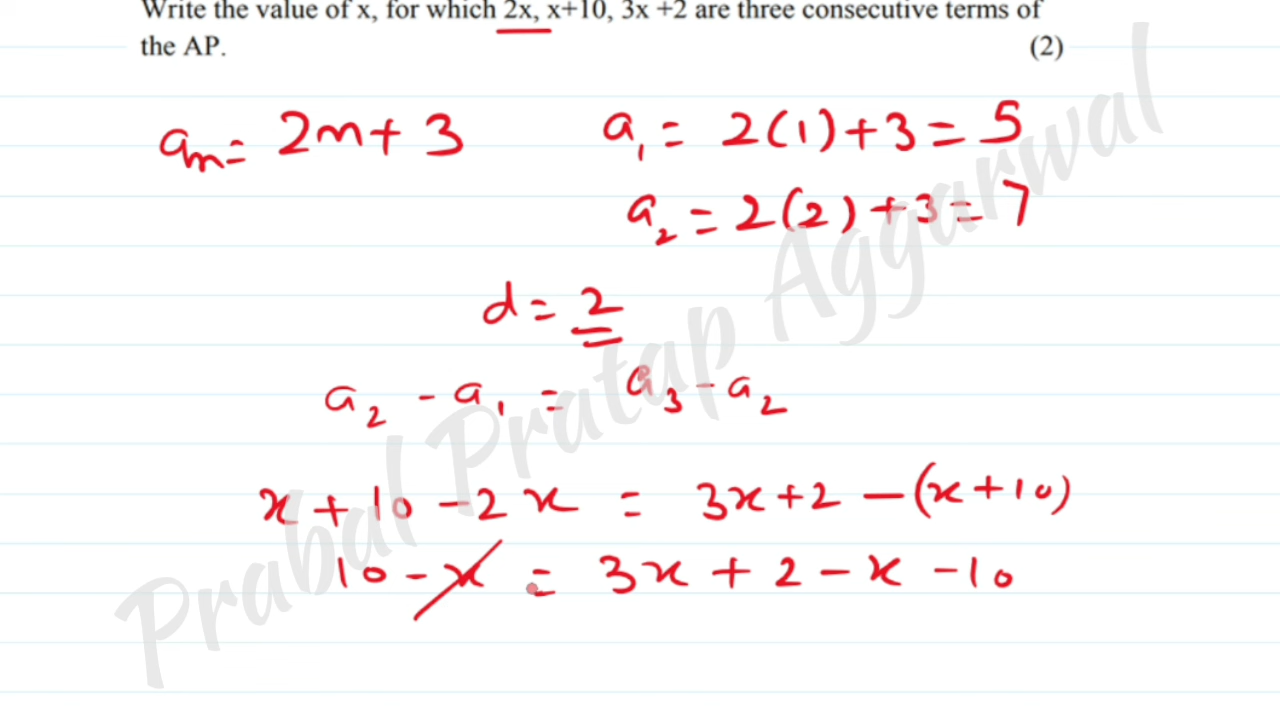 Write the value of x, for which 2x, x+10, 3x +2 are three consecutive terms of
the AP. (2)
aₙ = 2n + 3
a₁ = 2(1)+3 = 5
a₂ = 2(2)+3 = 7
d = 2
a₂ - a₁ = a₃ - a₂
x + 10 - 2x = 3x + 2 - (x+10)
10 - x = 3x + 2 - x - 10
Prabal Pratap Aggarwal